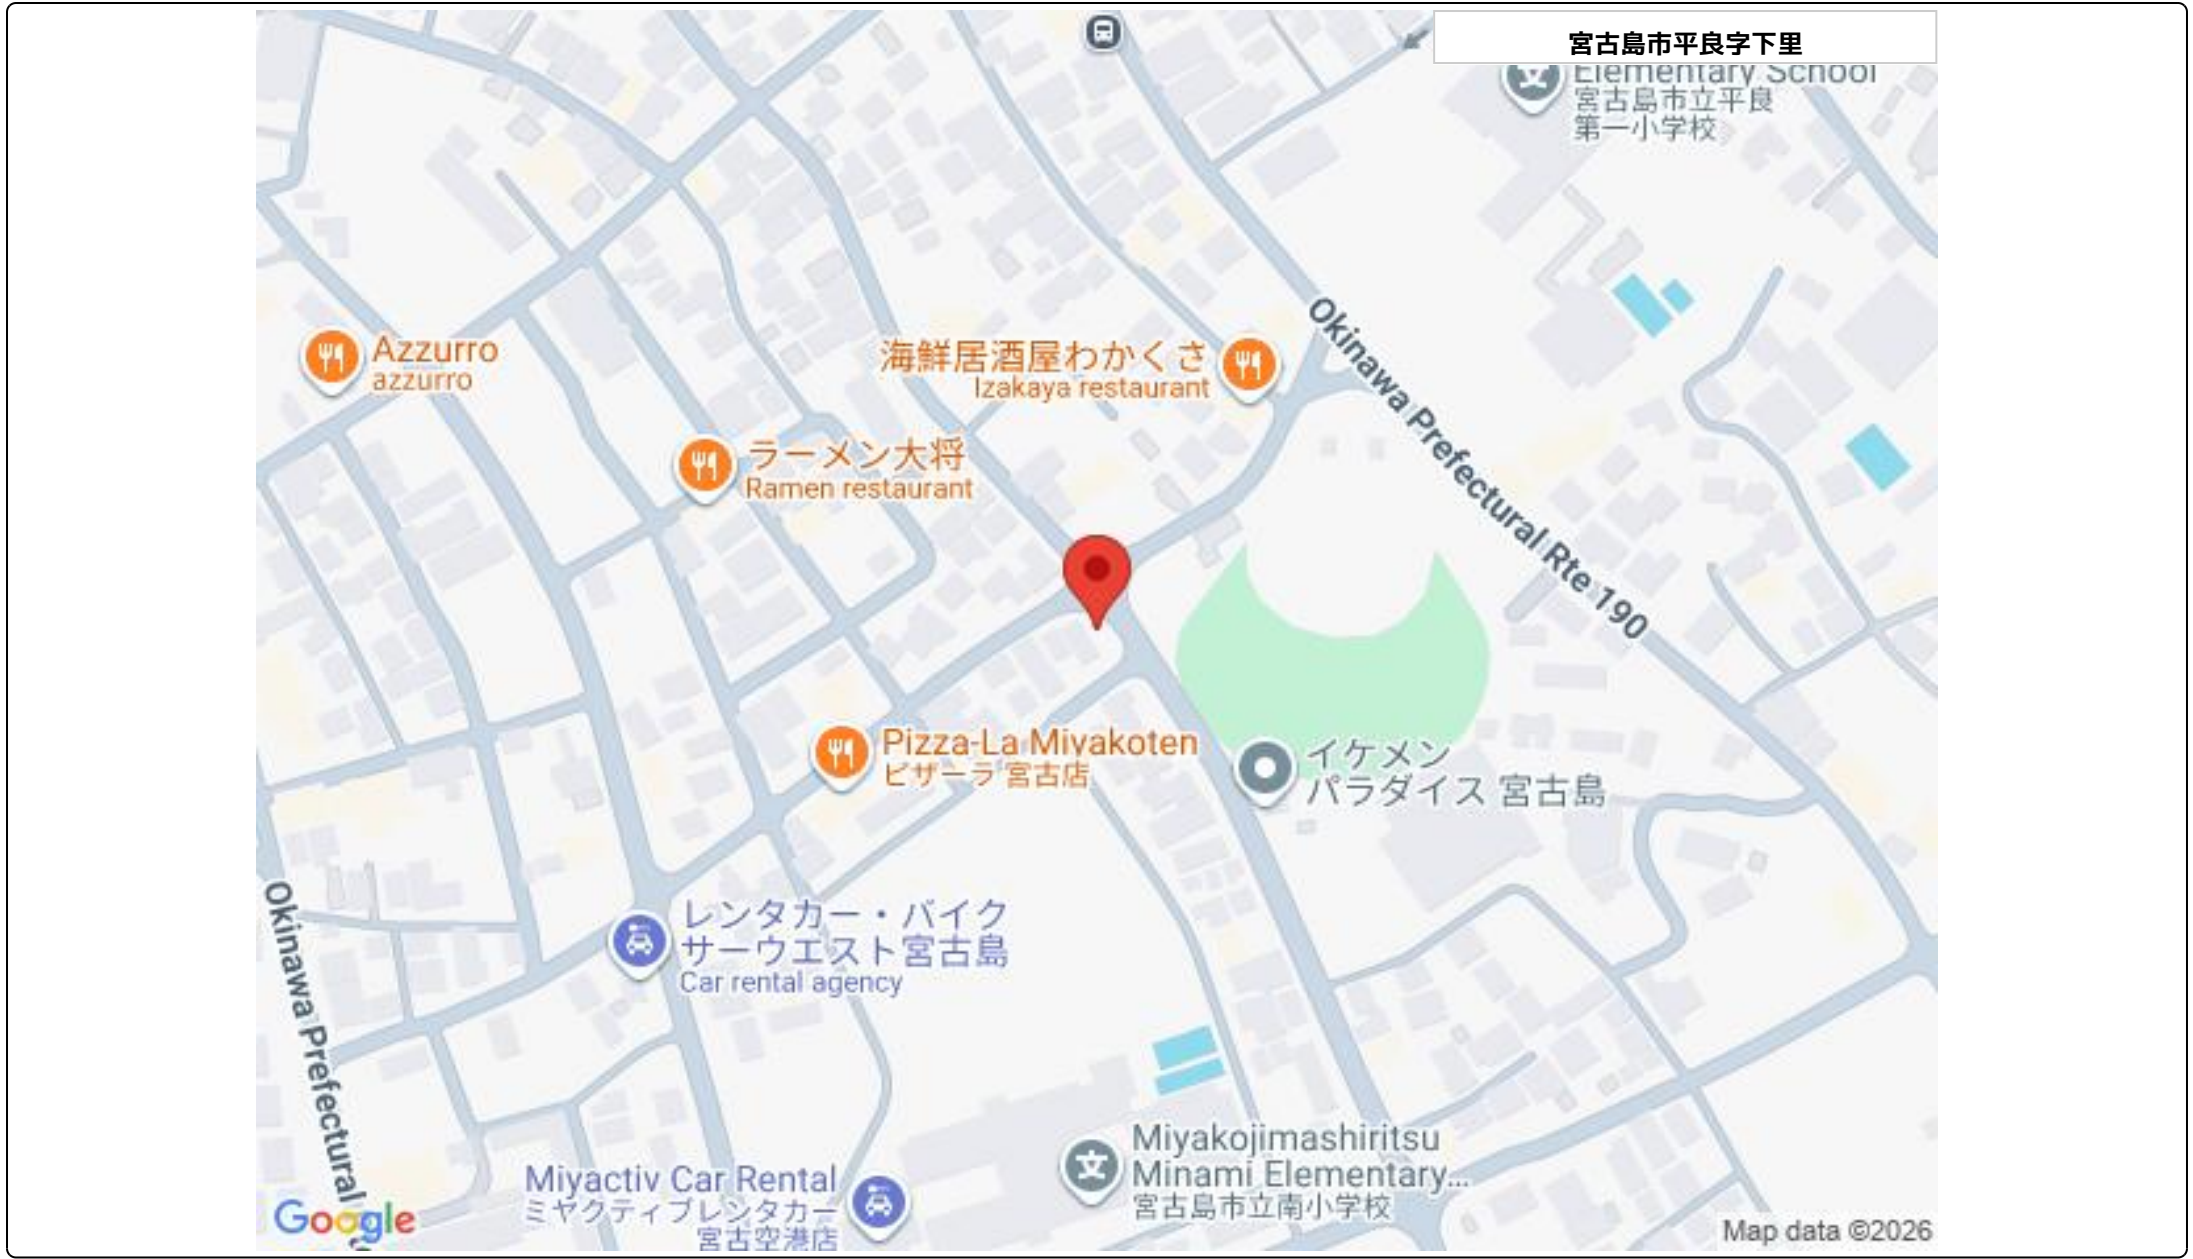 宮古島市平良字下里
Elementary School
宮古島市立平良
第一小学校
Okinawa Prefectural Rte 190
Azzurro
azzurro
海鮮居酒屋わかくさ
Izakaya restaurant
ラーメン大将
Ramen restaurant
Pizza-La Miyakoten
ピザーラ 宮古店
イケメン
パラダイス 宮古島
レンタカー・バイク
サーウエスト宮古島
Car rental agency
Okinawa Prefectural
Miyakojimashiritsu
Minami Elementary...
宮古島市立南小学校
Miyactiv Car Rental
ミヤクティブレンタカー
宮古空港店
Google
Map data ©2026